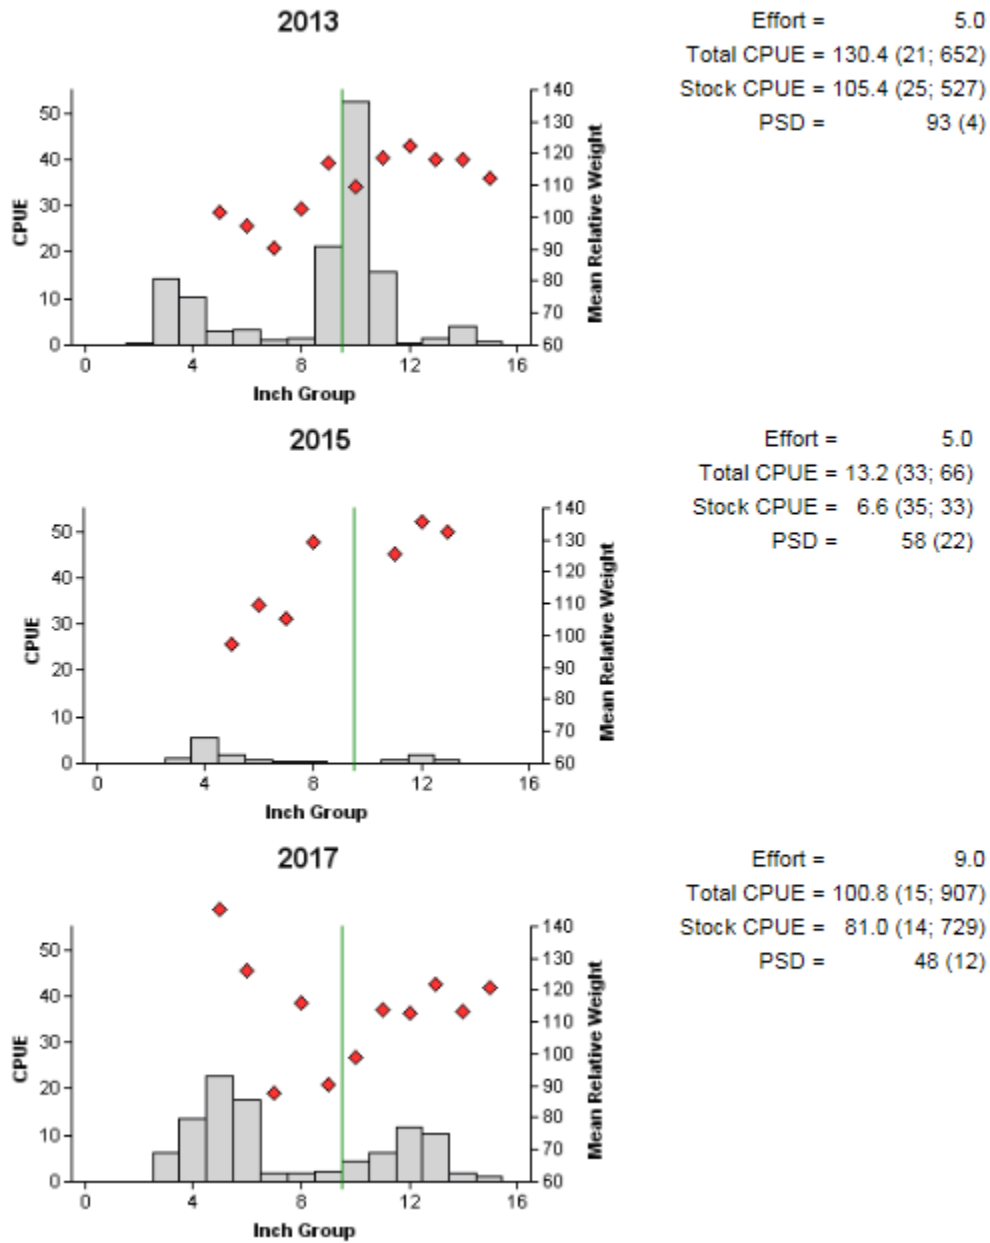 2013
Effort = 5.0
Total CPUE = 130.4 (21; 652)
Stock CPUE = 105.4 (25; 527)
PSD = 93 (4)
50
40
30
20
10
0
CPUE
140
130
120
110
100
90
80
70
60
Mean Relative Weight
0 4 8 12 16
Inch Group
2015
Effort = 5.0
Total CPUE = 13.2 (33; 66)
Stock CPUE = 6.6 (35; 33)
PSD = 58 (22)
50
40
30
20
10
0
CPUE
140
130
120
110
100
90
80
70
60
Mean Relative Weight
0 4 8 12 16
Inch Group
2017
Effort = 9.0
Total CPUE = 100.8 (15; 907)
Stock CPUE = 81.0 (14; 729)
PSD = 48 (12)
50
40
30
20
10
0
CPUE
140
130
120
110
100
90
80
70
60
Mean Relative Weight
0 4 8 12 16
Inch Group